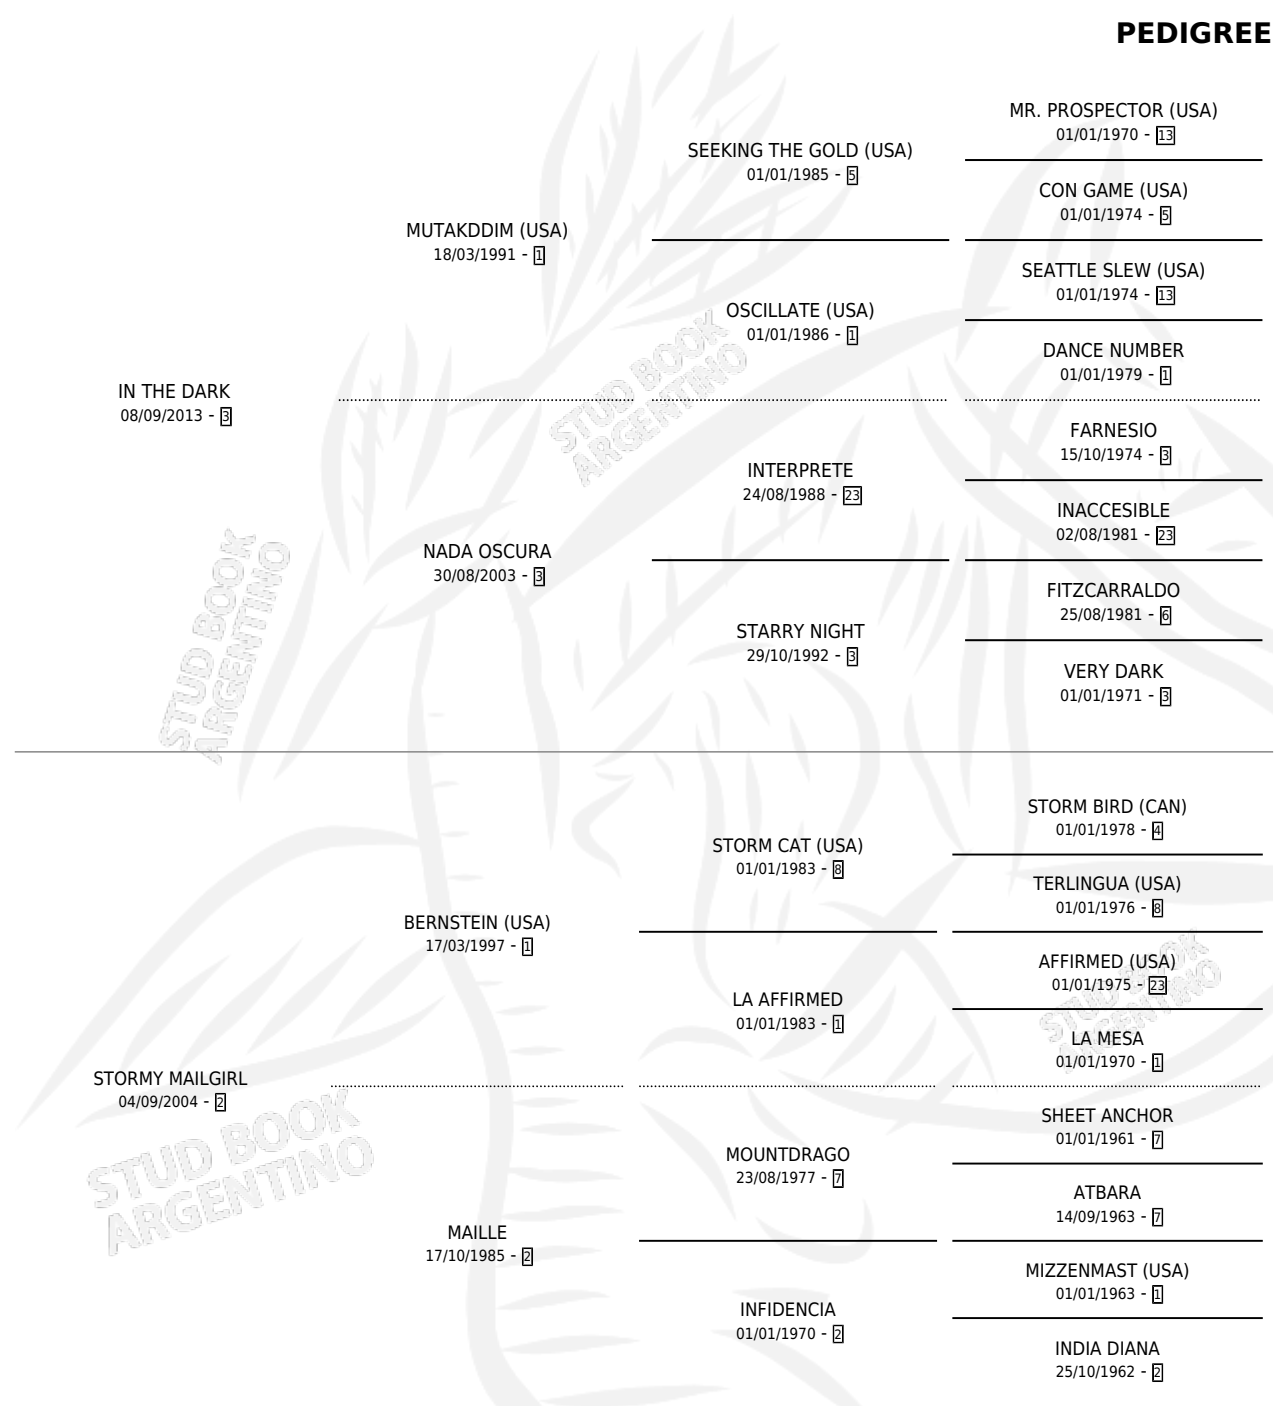 PEDIGREE
MR. PROSPECTOR (USA)
01/01/1970 - 13
SEEKING THE GOLD (USA)
01/01/1985 - 5
CON GAME (USA)
01/01/1974 - 5
MUTAKDDIM (USA)
18/03/1991 - 1
SEATTLE SLEW (USA)
01/01/1974 - 13
OSCILLATE (USA)
01/01/1986 - 1
DANCE NUMBER
01/01/1979 - 1
IN THE DARK
08/09/2013 - 3
FARNESIO
15/10/1974 - 3
INTERPRETE
24/08/1988 - 23
INACCESIBLE
02/08/1981 - 23
NADA OSCURA
30/08/2003 - 3
FITZCARRALDO
25/08/1981 - 6
STARRY NIGHT
29/10/1992 - 3
VERY DARK
01/01/1971 - 3
STORM BIRD (CAN)
01/01/1978 - 4
STORM CAT (USA)
01/01/1983 - 8
TERLINGUA (USA)
01/01/1976 - 8
BERNSTEIN (USA)
17/03/1997 - 1
AFFIRMED (USA)
01/01/1975 - 23
LA AFFIRMED
01/01/1983 - 1
LA MESA
01/01/1970 - 1
STORMY MAILGIRL
04/09/2004 - 2
SHEET ANCHOR
01/01/1961 - 7
MOUNTDRAGO
23/08/1977 - 7
ATBARA
14/09/1963 - 7
MAILLE
17/10/1985 - 2
MIZZENMAST (USA)
01/01/1963 - 1
INFIDENCIA
01/01/1970 - 2
INDIA DIANA
25/10/1962 - 2
STUD BOOK
ARGENTINO
STUD BOOK
ARGENTINO
STUD BOOK
ARGENTINO
STUD BOOK
ARGENTINO